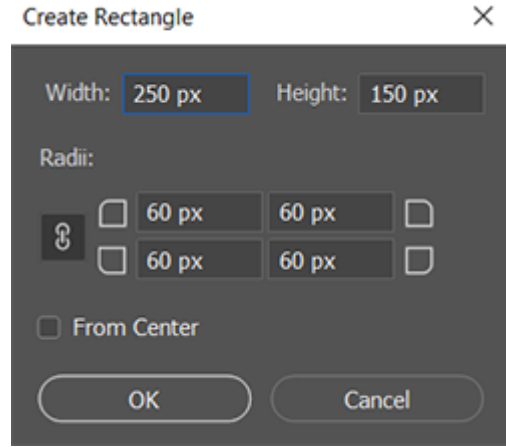 Create Rectangle
Width: 250 px Height: 150 px
Radii:
60 px 60 px
60 px 60 px
From Center
OK Cancel